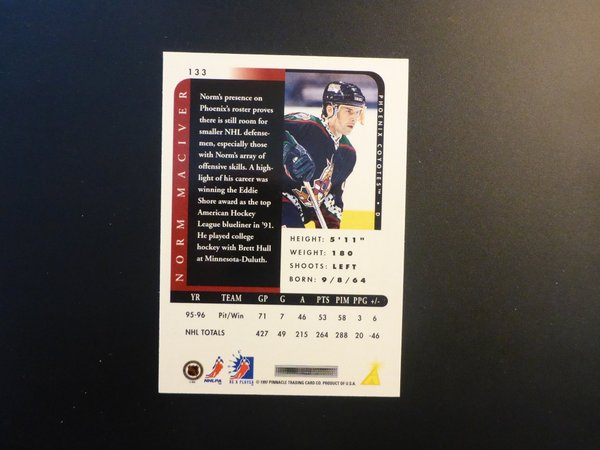 133
NORM MACIVER
Norm's presence on
Phoenix's roster proves
there is still room for
smaller NHL defense-
men, especially those
with Norm's array of
offensive skills. A high-
light of his career was
winning the Eddie
Shore award as the top
American Hockey
League blueliner in '91.
He played college
hockey with Brett Hull
at Minnesota-Duluth.
PHOENIX COYOTES™ • D
HEIGHT: 5'11"
WEIGHT: 180
SHOOTS: LEFT
BORN: 9/8/64
YR TEAM GP G A PTS PIM PPG +/-
95-96 Pit/Win 71 7 46 53 58 3 6
NHL TOTALS 427 49 215 264 288 20 -46
NHLPA
BE A PLAYER
© 1997 PINNACLE TRADING CARD CO. PRODUCT OF U.S.A.